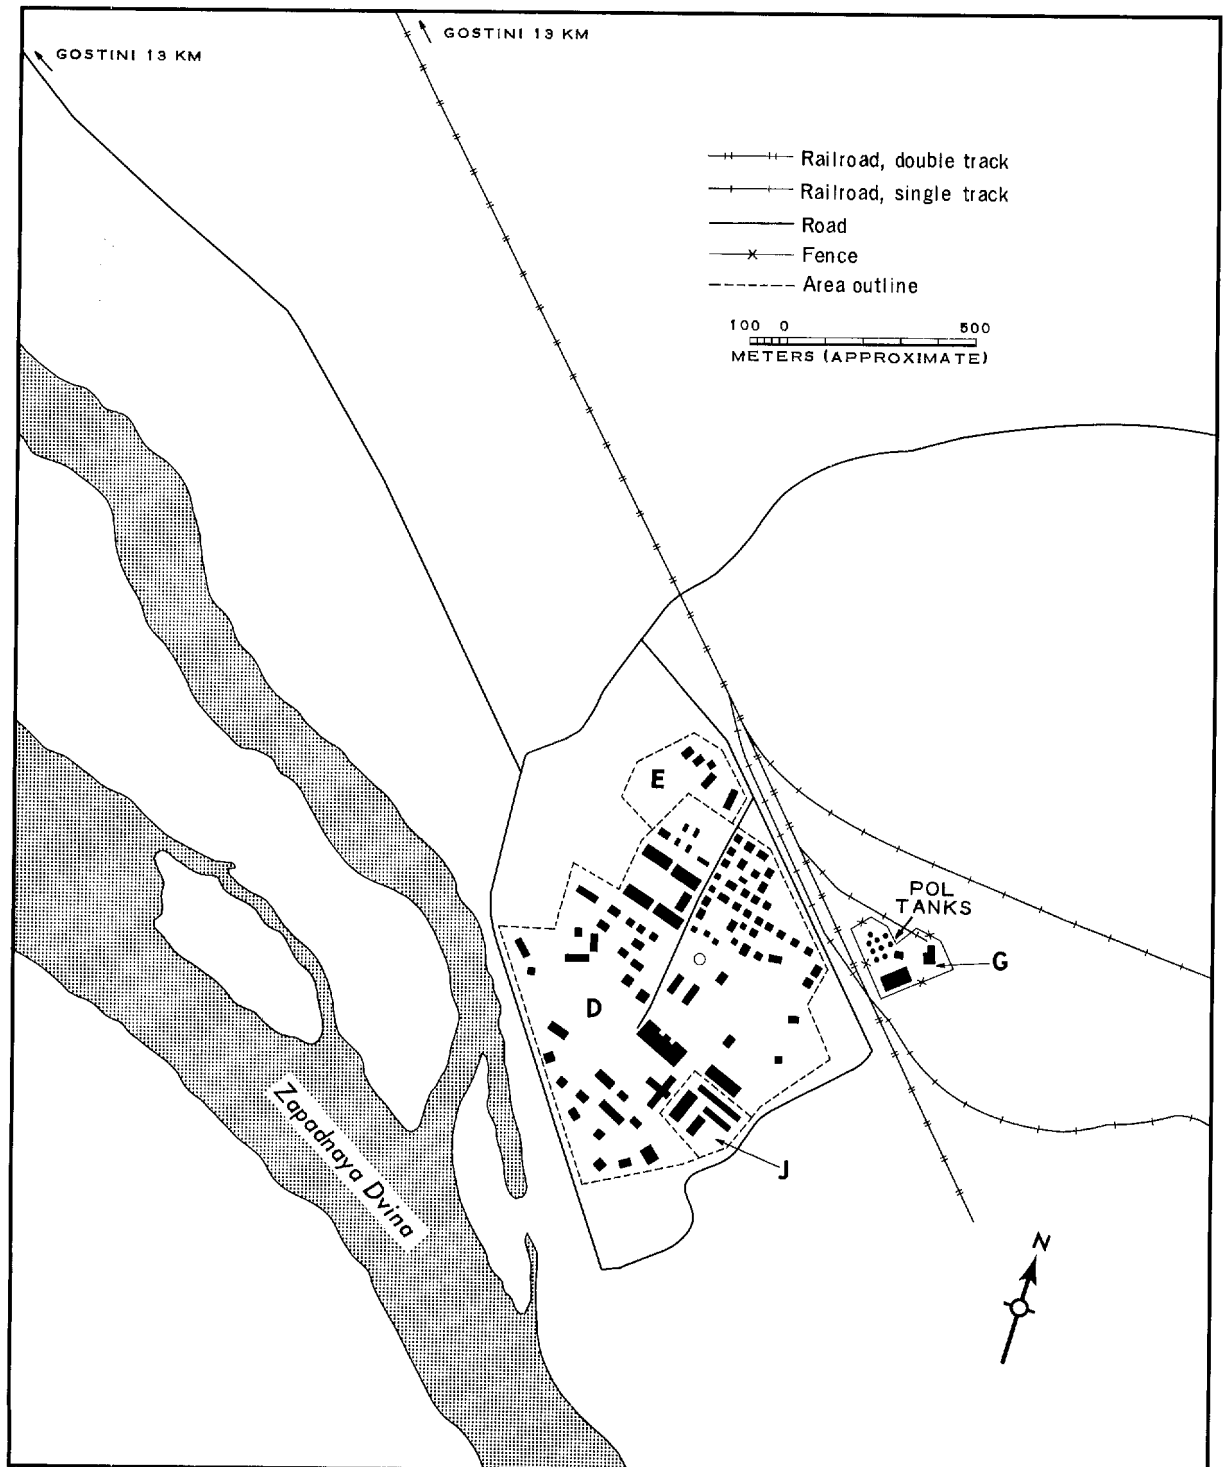 GOSTINI 13 KM
GOSTINI 13 KM
Railroad, double track
Railroad, single track
Road
Fence
Area outline
100 0 500
METERS (APPROXIMATE)
E
POL
TANKS
G
D
J
Zapadnaya Dvina
N